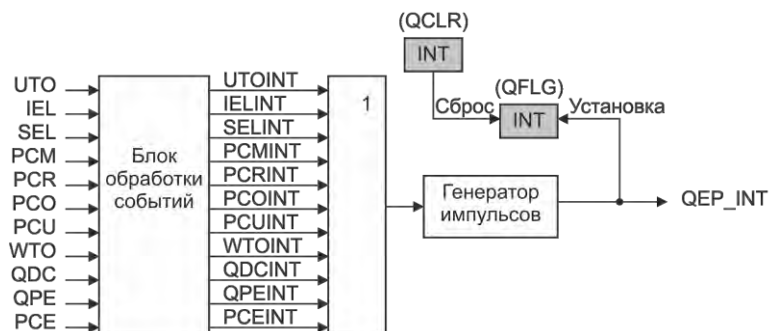 (QCLR)
INT
(QFLG)
INT
Сброс
Установка
UTO
IEL
SEL
PCM
PCR
PCO
PCU
WTO
QDC
QPE
PCE
Блок
обработки
событий
UTOINT
IELINT
SELINT
PCMINT
PCRINT
PCOINT
PCUINT
WTOINT
QDCINT
QPEINT
PCEINT
1
Генератор
импульсов
QEP_INT